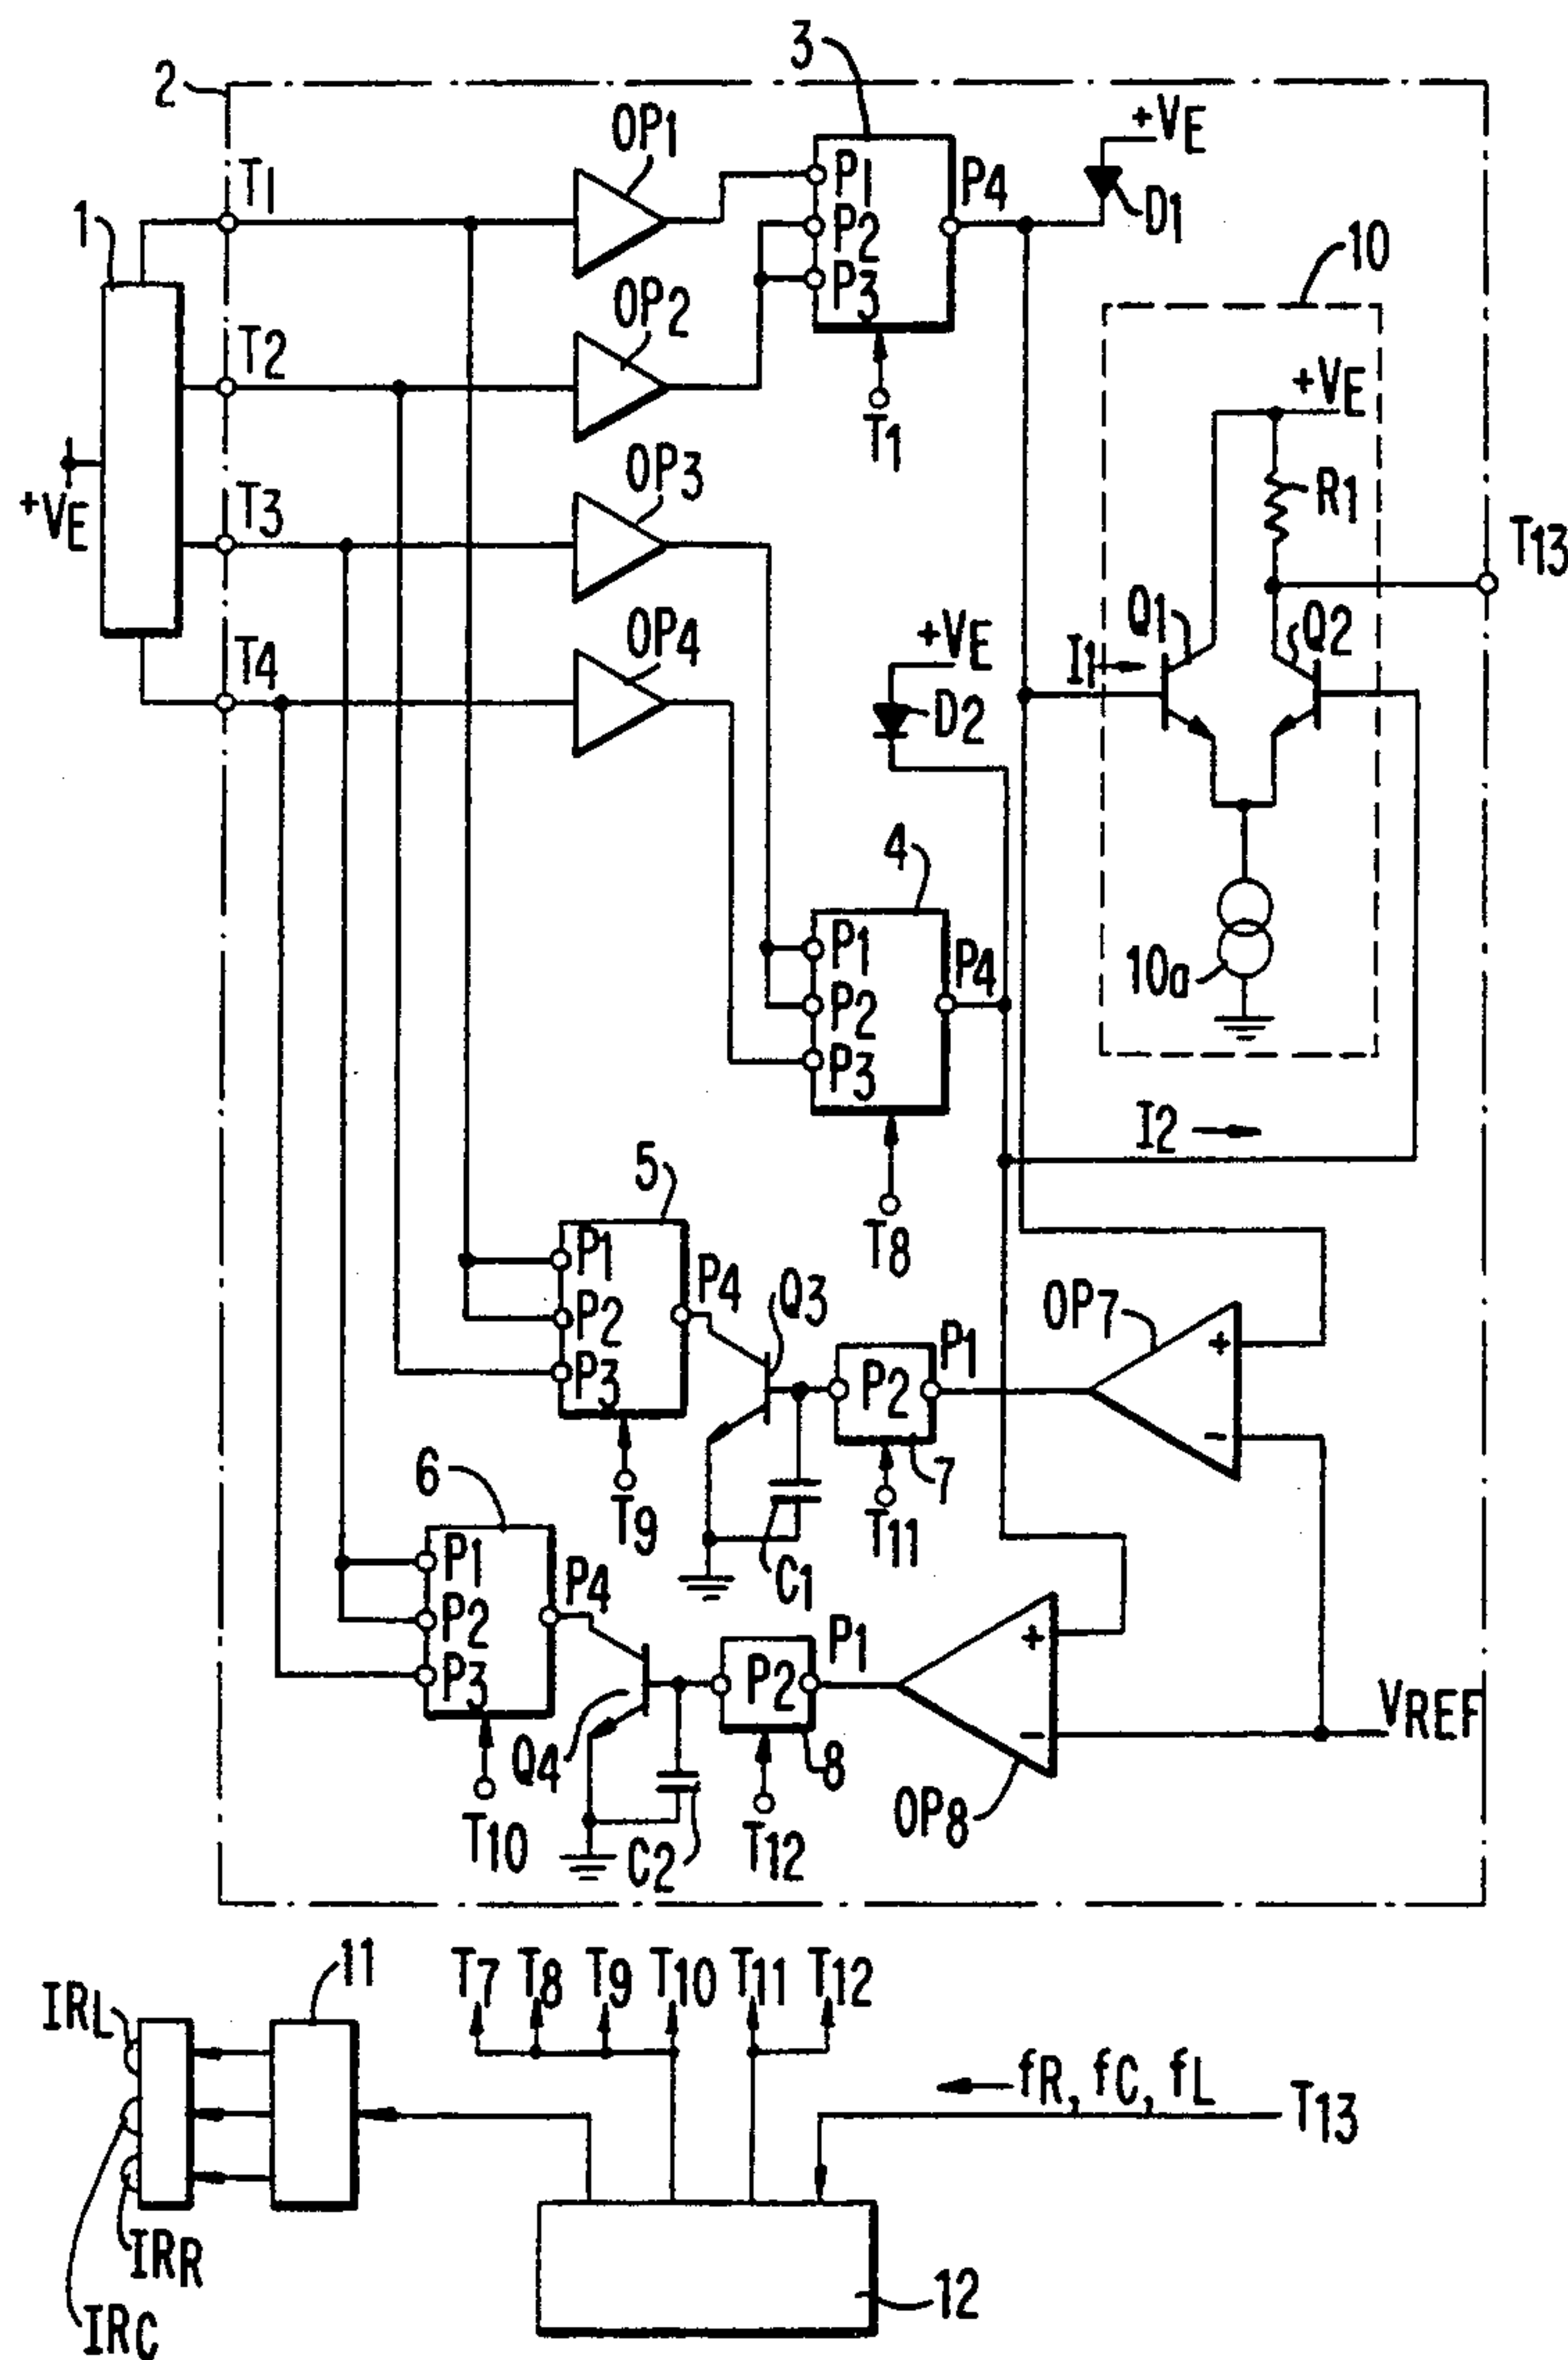 3
2
+VE
OP1
T1
P1
P4
D1
1
P2
10
P3
OP2
T2
+VE
T1
R1
OP3
+VE
T3
T13
Q1
Q2
OP4
+VE
I1
T4
D2
4
P1
P4
10a
P2
P3
I2
5
T8
P1
P4
Q3
OP7
P2
P1
+
P3
P2
-
6
7
T9
T11
P1
P4
C1
P2
P1
+
P3
P2
VREF
-
Q4
8
OP8
T10
C2
T12
T7 T8 T9 T10 T11 T12
11
IRL
fR, fC, fL
T13
IRR
12
IRC